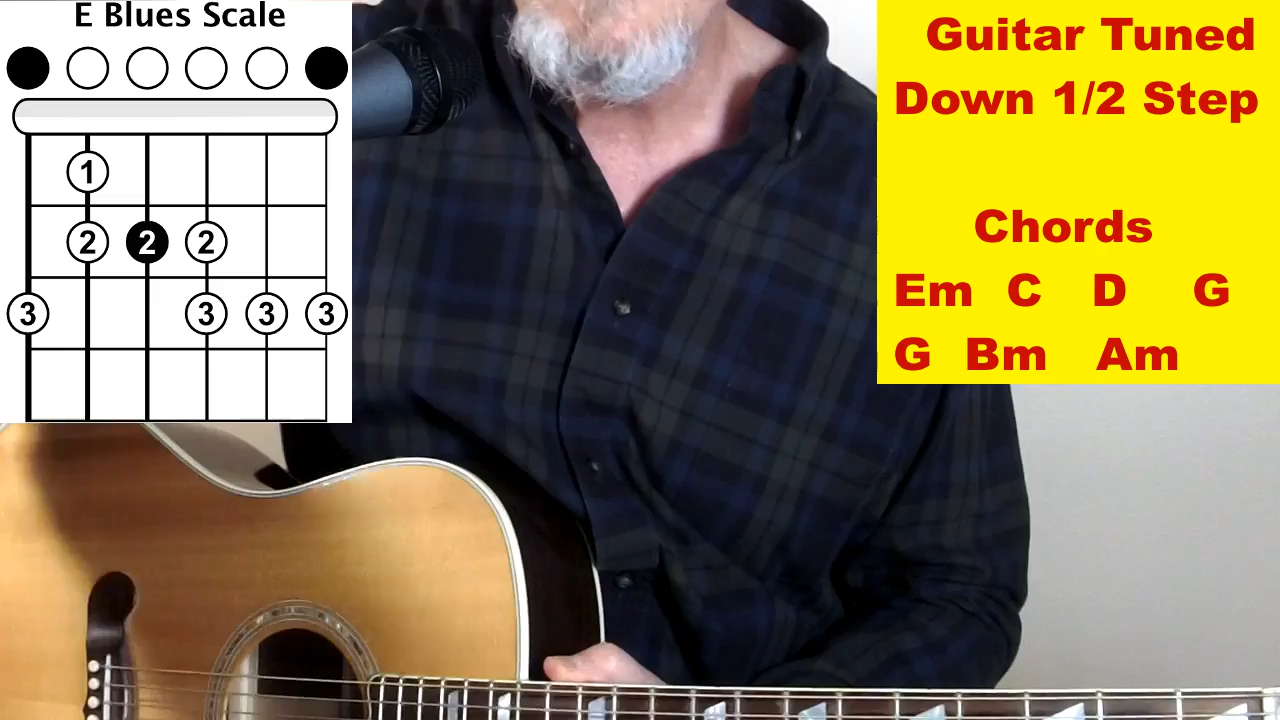 E Blues Scale
1
2 2 2
3 3 3 3
Guitar Tuned
Down 1/2 Step
Chords
Em C D G
G Bm Am